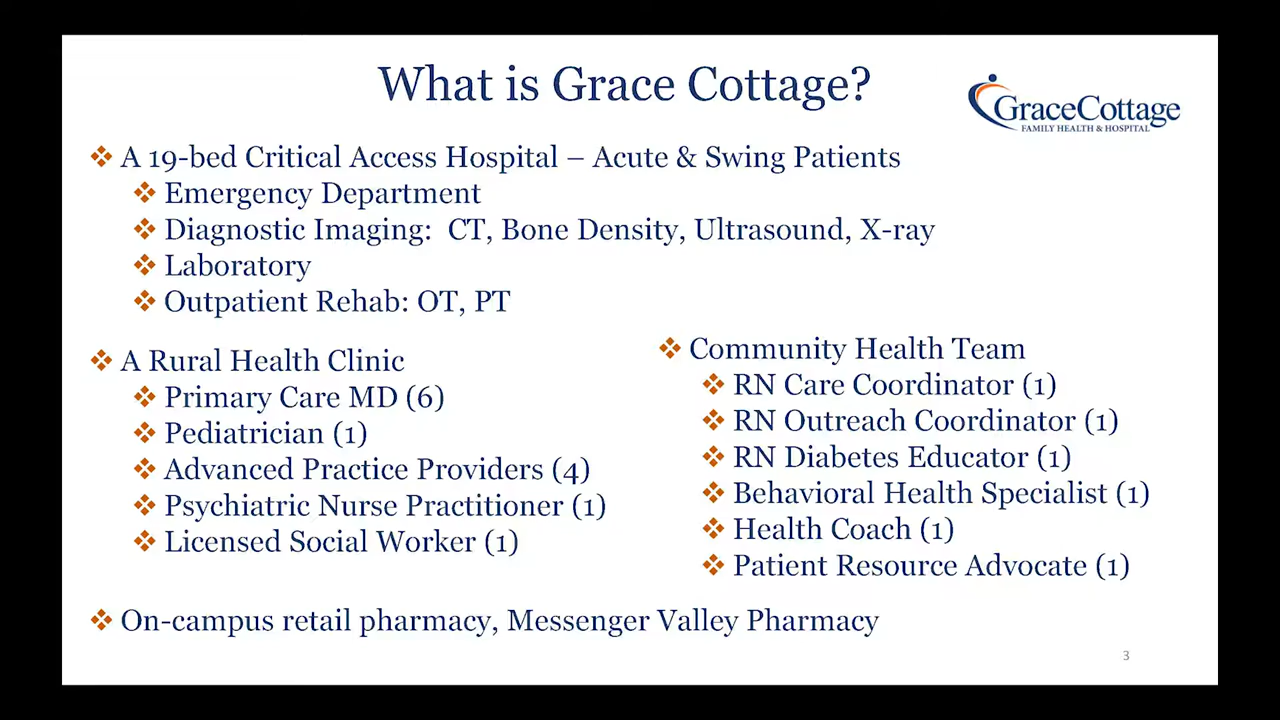 What is Grace Cottage?
GraceCottage
FAMILY HEALTH & HOSPITAL
❖ A 19-bed Critical Access Hospital – Acute & Swing Patients
❖ Emergency Department
❖ Diagnostic Imaging: CT, Bone Density, Ultrasound, X-ray
❖ Laboratory
❖ Outpatient Rehab: OT, PT
❖ A Rural Health Clinic
❖ Primary Care MD (6)
❖ Pediatrician (1)
❖ Advanced Practice Providers (4)
❖ Psychiatric Nurse Practitioner (1)
❖ Licensed Social Worker (1)
❖ Community Health Team
❖ RN Care Coordinator (1)
❖ RN Outreach Coordinator (1)
❖ RN Diabetes Educator (1)
❖ Behavioral Health Specialist (1)
❖ Health Coach (1)
❖ Patient Resource Advocate (1)
❖ On-campus retail pharmacy, Messenger Valley Pharmacy
3